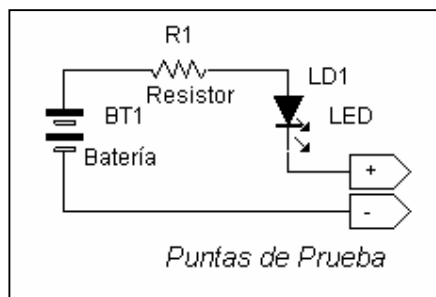 R1
Resistor
LD1
LED
BT1
Batería
+
-
Puntas de Prueba